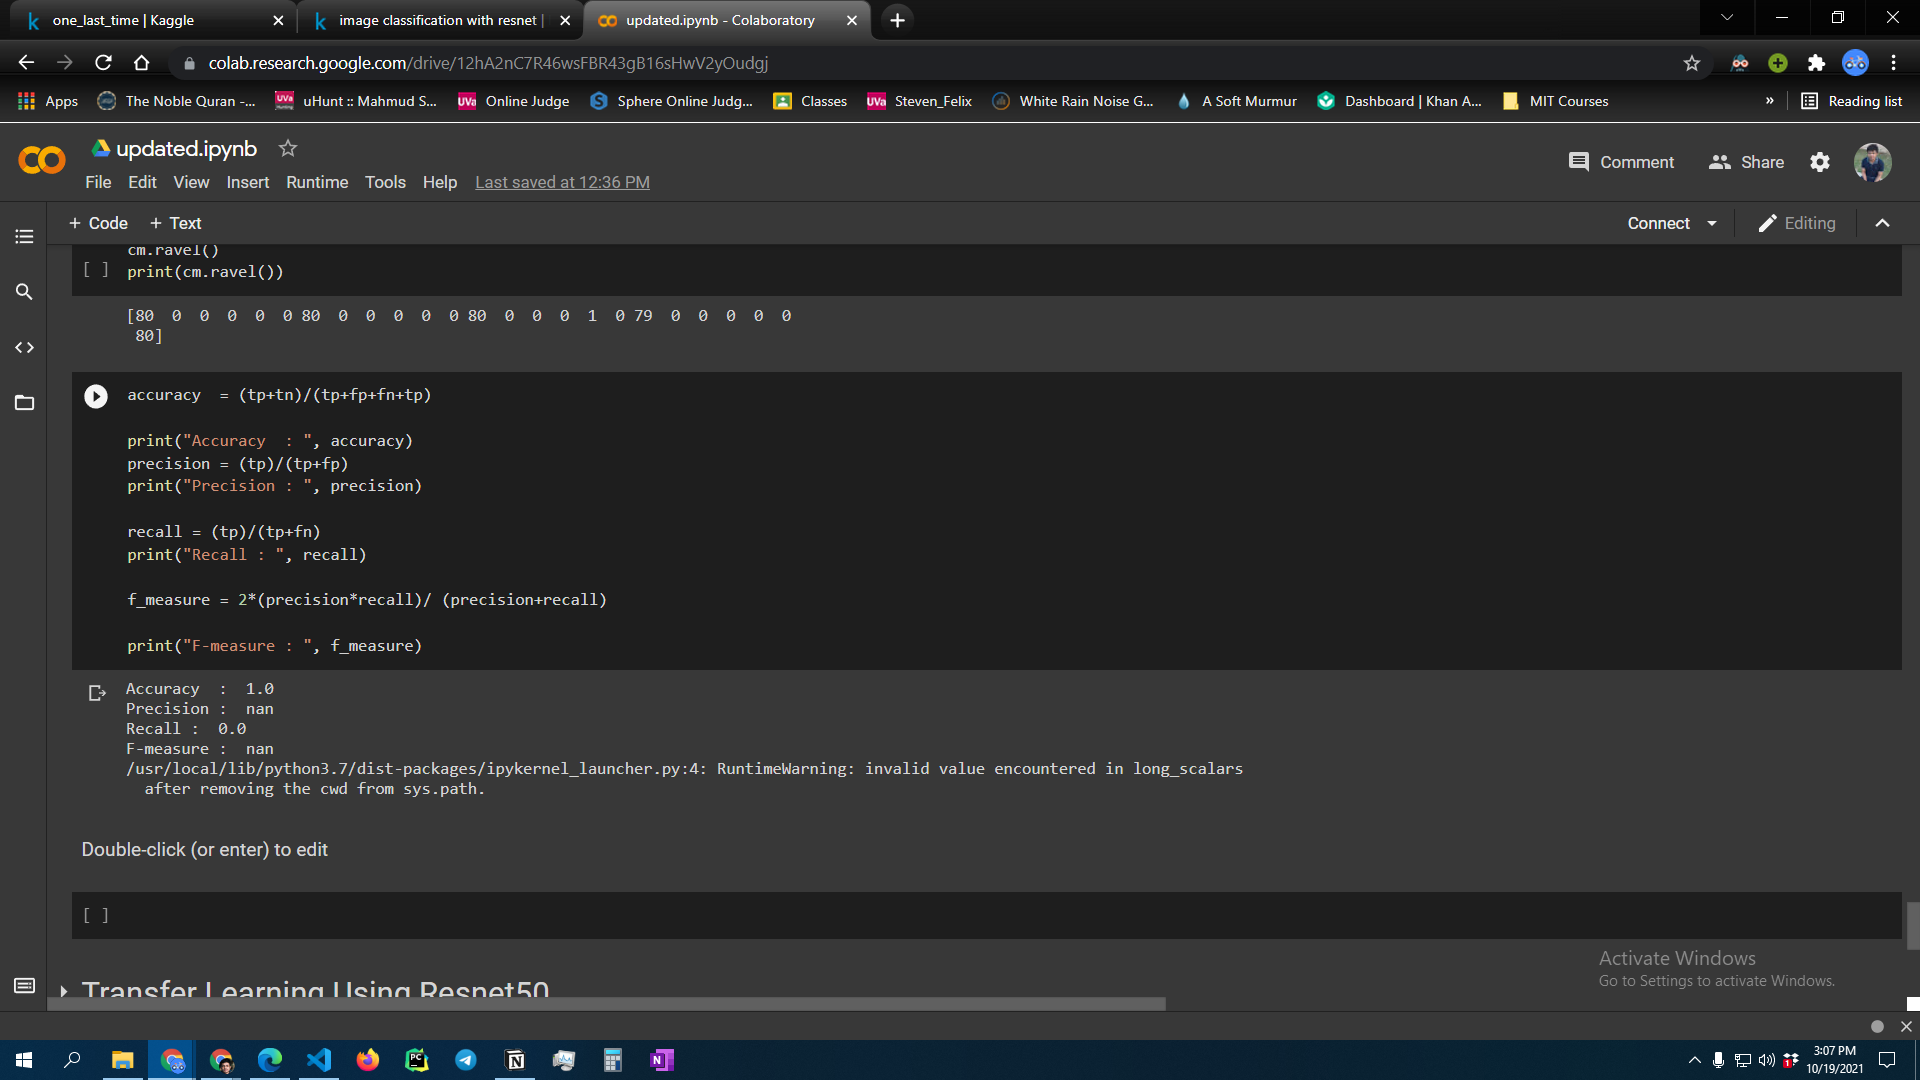 one_last_time | Kaggle
image classification with resnet |
updated.ipynb - Colaboratory
colab.research.google.com/drive/12hA2nC7R46wsFBR43gB16sHwV2yOudgj
Apps
The Noble Quran -...
uHunt :: Mahmud S...
Online Judge
Sphere Online Judg...
Classes
Steven_Felix
White Rain Noise G...
A Soft Murmur
Dashboard | Khan A...
MIT Courses
»
Reading list
updated.ipynb
Comment
Share
File Edit View Insert Runtime Tools Help Last saved at 12:36 PM
+ Code + Text
Connect
Editing
cm.ravel()
[ ] print(cm.ravel())
[80 0 0 0 0 0 80 0 0 0 0 0 80 0 0 0 1 0 79 0 0 0 0 0
80]
accuracy  = (tp+tn)/(tp+fp+fn+tp)
print("Accuracy  : ", accuracy)
precision = (tp)/(tp+fp)
print("Precision : ", precision)
recall = (tp)/(tp+fn)
print("Recall : ", recall)
f_measure = 2*(precision*recall)/ (precision+recall)
print("F-measure : ", f_measure)
Accuracy  :  1.0
Precision :  nan
Recall :  0.0
F-measure :  nan
/usr/local/lib/python3.7/dist-packages/ipykernel_launcher.py:4: RuntimeWarning: invalid value encountered in long_scalars
after removing the cwd from sys.path.
Double-click (or enter) to edit
[ ]
Activate Windows
Go to Settings to activate Windows.
Transfer Learning Using Resnet50
3:07 PM
10/19/2021